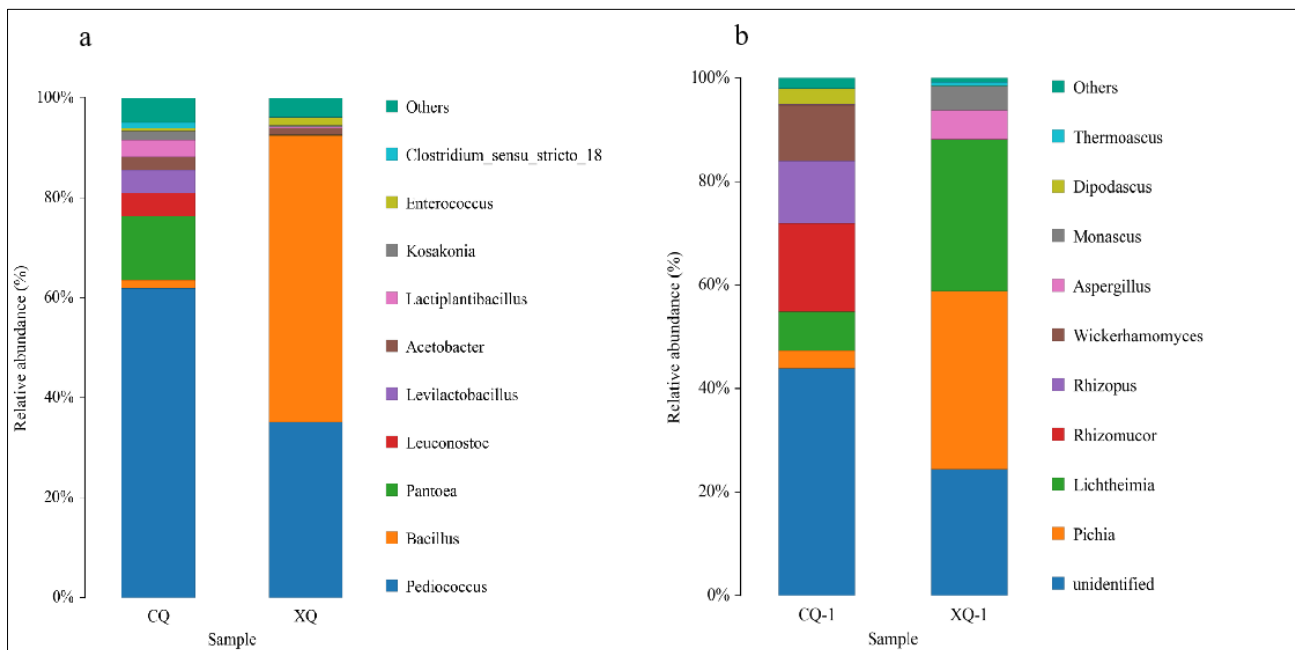 a
100%
80%
60%
40%
20%
0%
Relative abundance (%)
CQ
XQ
Sample
Others
Clostridium_sensu_stricto_18
Enterococcus
Kosakonia
Lactiplantibacillus
Acetobacter
Levilactobacillus
Leuconostoc
Pantoea
Bacillus
Pediococcus
b
100%
80%
60%
40%
20%
0%
Relative abundance (%)
CQ-1
XQ-1
Sample
Others
Thermoascus
Dipodascus
Monascus
Aspergillus
Wickerhamomyces
Rhizopus
Rhizomucor
Lichtheimia
Pichia
unidentified